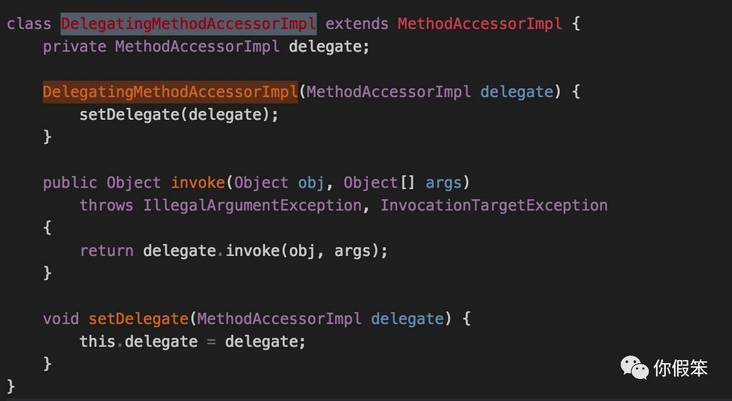 class DelegatingMethodAccessorImpl extends MethodAccessorImpl {
    private MethodAccessorImpl delegate;

    DelegatingMethodAccessorImpl(MethodAccessorImpl delegate) {
        setDelegate(delegate);
    }

    public Object invoke(Object obj, Object[] args)
        throws IllegalArgumentException, InvocationTargetException
    {
        return delegate.invoke(obj, args);
    }

    void setDelegate(MethodAccessorImpl delegate) {
        this.delegate = delegate;
    }
}
你假笨